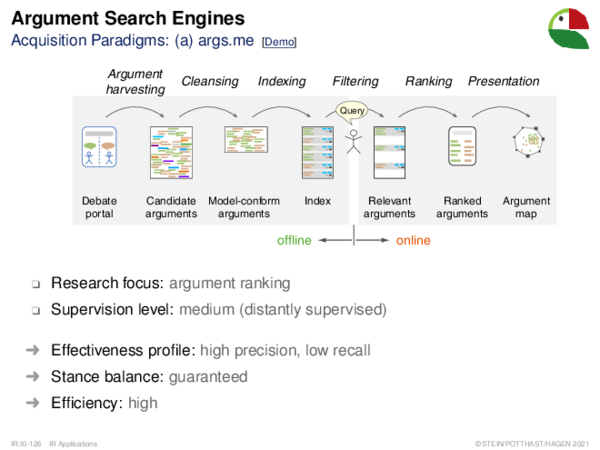 Argument Search Engines
Acquisition Paradigms: (a) args.me [Demo]
Argument harvesting
Cleansing
Indexing
Filtering
Ranking
Presentation
Query
Debate portal
Candidate arguments
Model-conform arguments
Index
Relevant arguments
Ranked arguments
Argument map
offline
online
❑ Research focus: argument ranking
❑ Supervision level: medium (distantly supervised)
➜ Effectiveness profile: high precision, low recall
➜ Stance balance: guaranteed
➜ Efficiency: high
IR:XI-126 IR Applications
©STEIN/POTTHAST/HAGEN 2021